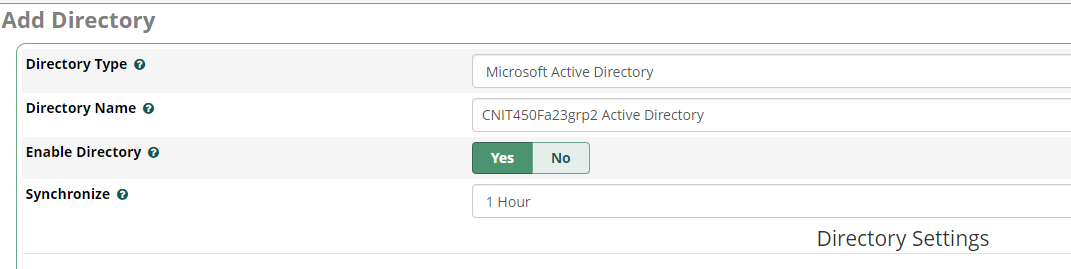 Add Directory
Directory Type
Microsoft Active Directory
Directory Name
CNIT450Fa23grp2 Active Directory
Enable Directory
Yes No
Synchronize
1 Hour
Directory Settings